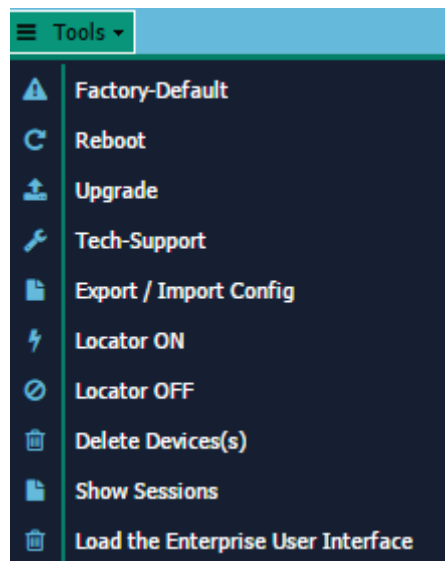 Tools
Factory-Default
Reboot
Upgrade
Tech-Support
Export / Import Config
Locator ON
Locator OFF
Delete Devices(s)
Show Sessions
Load the Enterprise User Interface